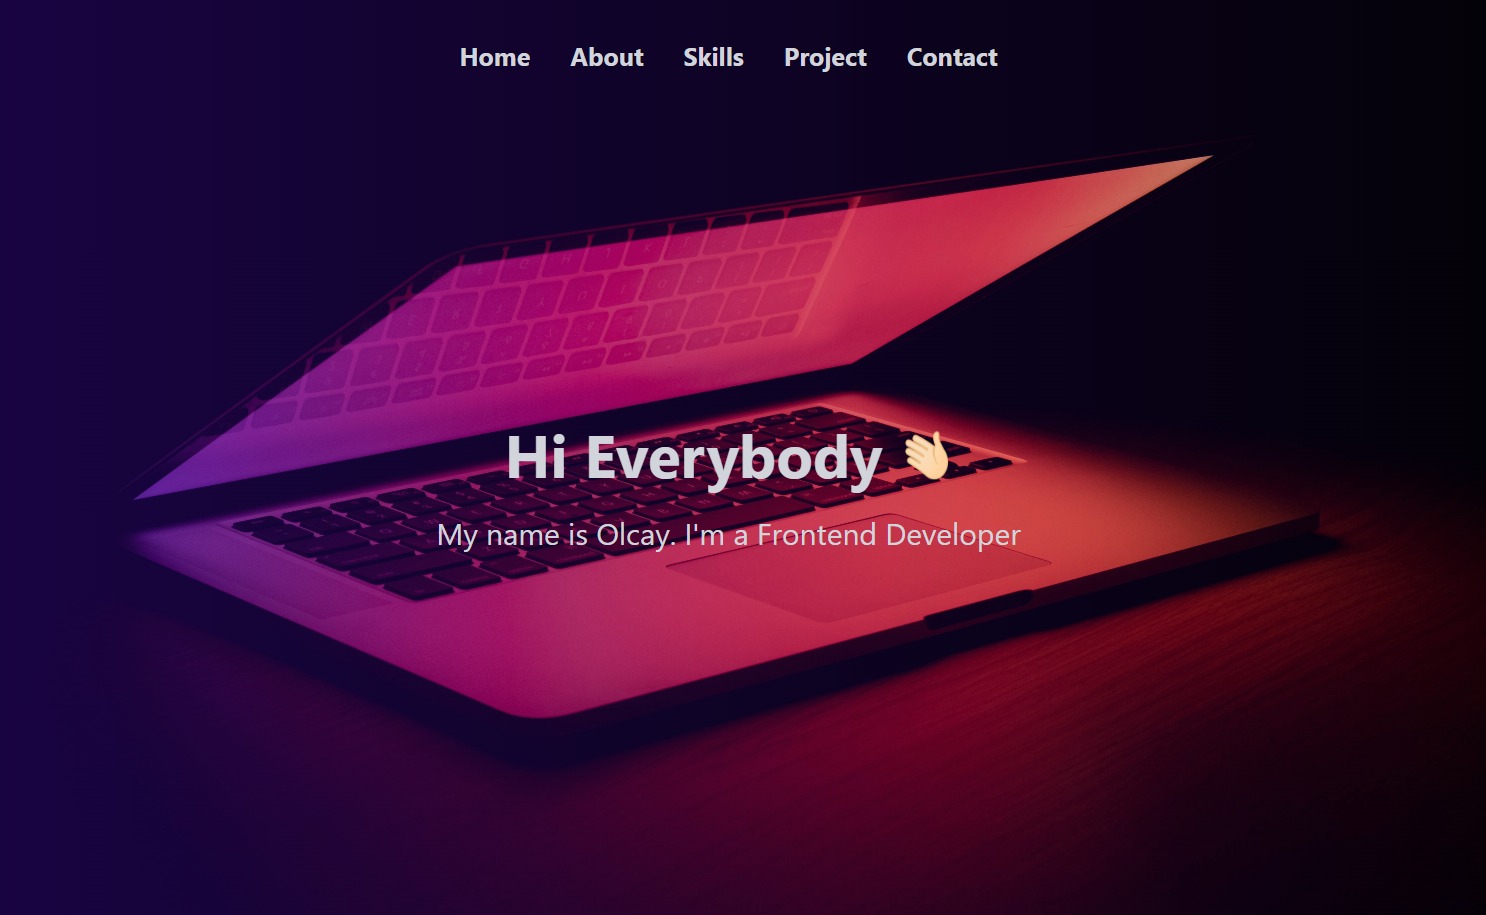 Home About Skills Project Contact
Hi Everybody 👋🏻
My name is Olcay. I'm a Frontend Developer